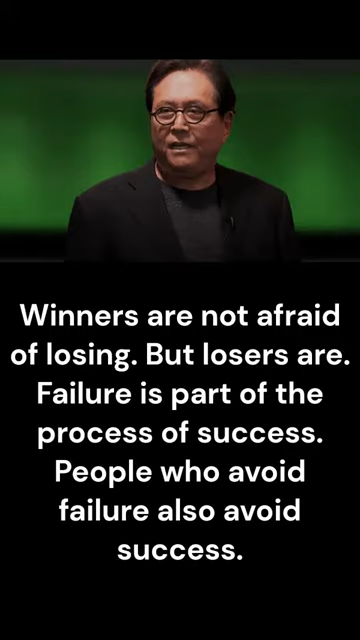 Winners are not afraid
of losing. But losers are.
Failure is part of the
process of success.
People who avoid
failure also avoid
success.